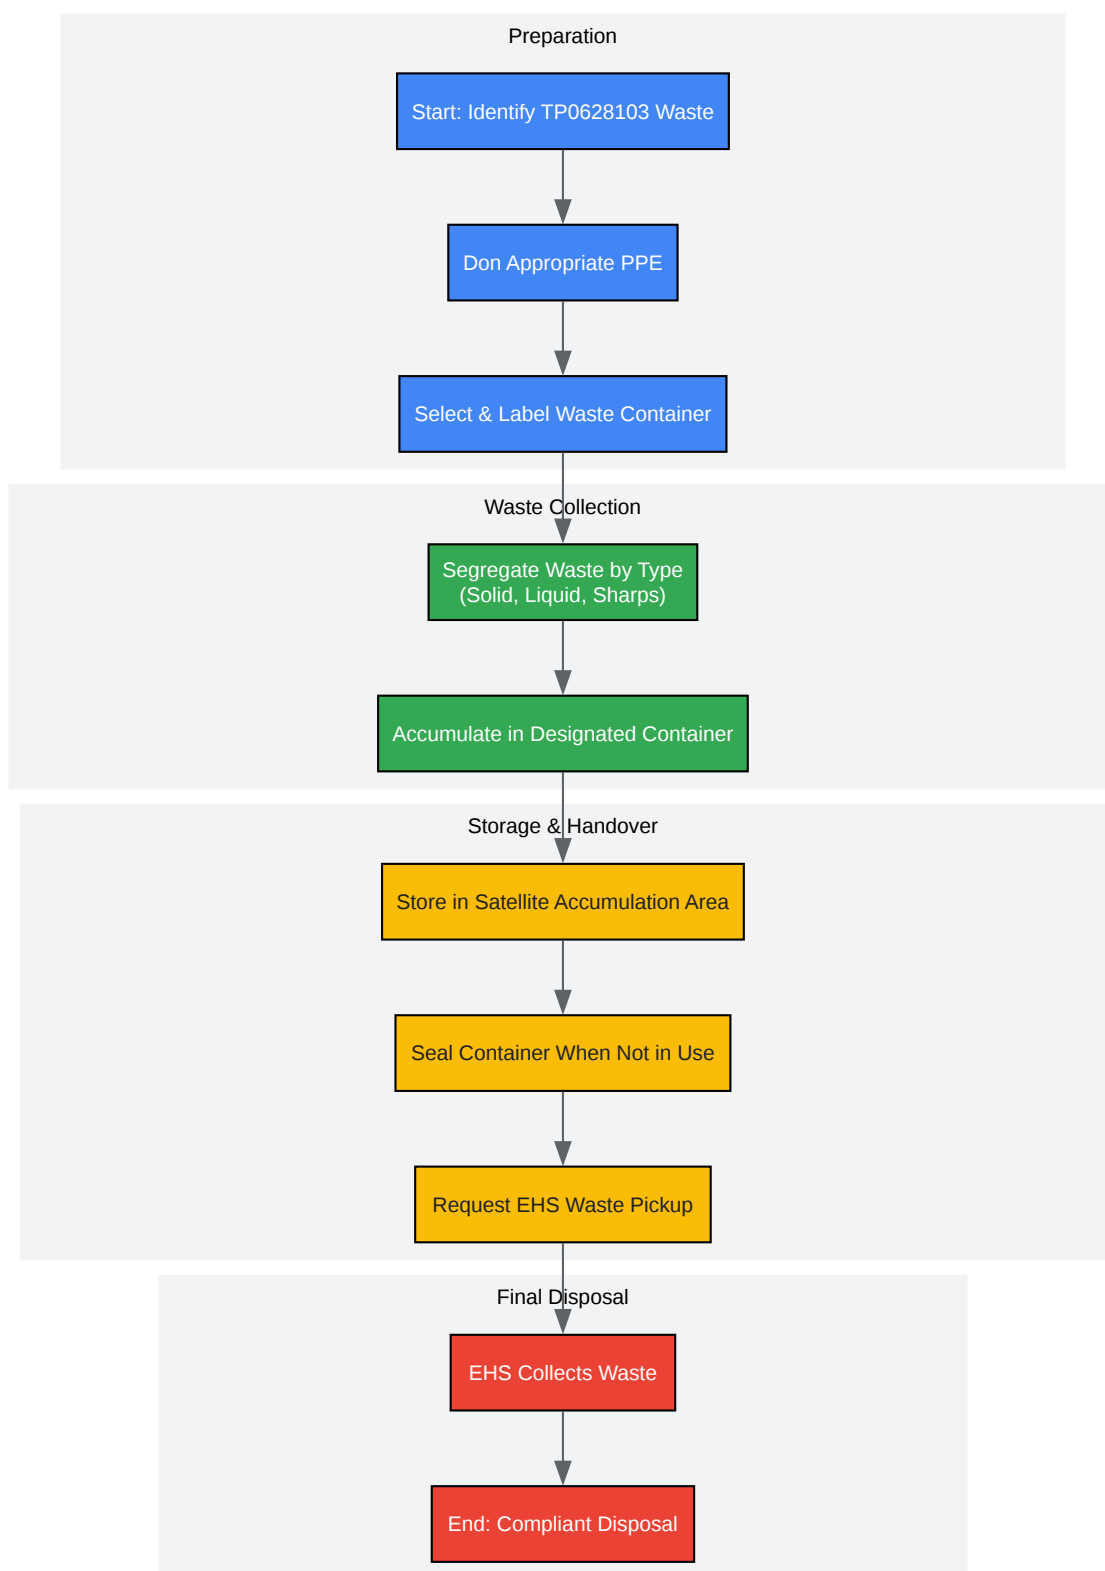 Preparation
Start: Identify TP0628103 Waste
Don Appropriate PPE
Select & Label Waste Container
Waste Collection
Segregate Waste by Type
(Solid, Liquid, Sharps)
Accumulate in Designated Container
Storage & Handover
Store in Satellite Accumulation Area
Seal Container When Not in Use
Request EHS Waste Pickup
Final Disposal
EHS Collects Waste
End: Compliant Disposal